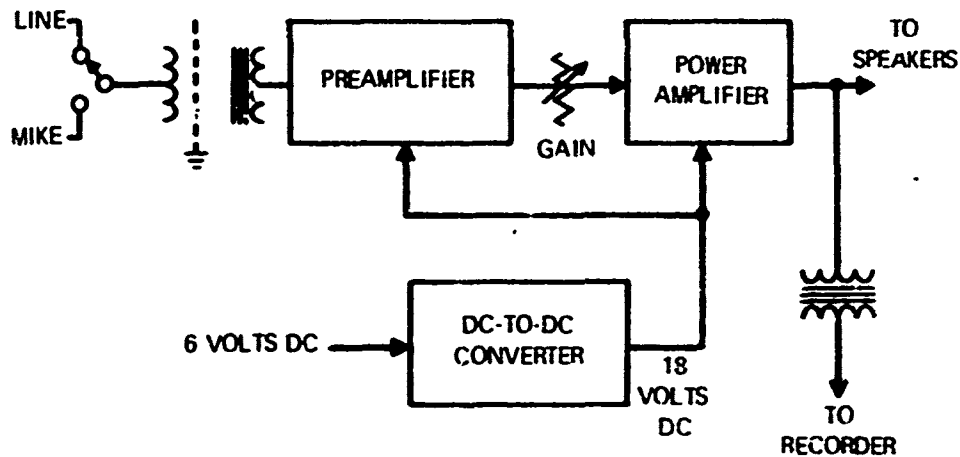 LINE
MIKE
PREAMPLIFIER
GAIN
POWER
AMPLIFIER
TO
SPEAKERS
6 VOLTS DC
DC-TO-DC
CONVERTER
18
VOLTS
DC
TO
RECORDER